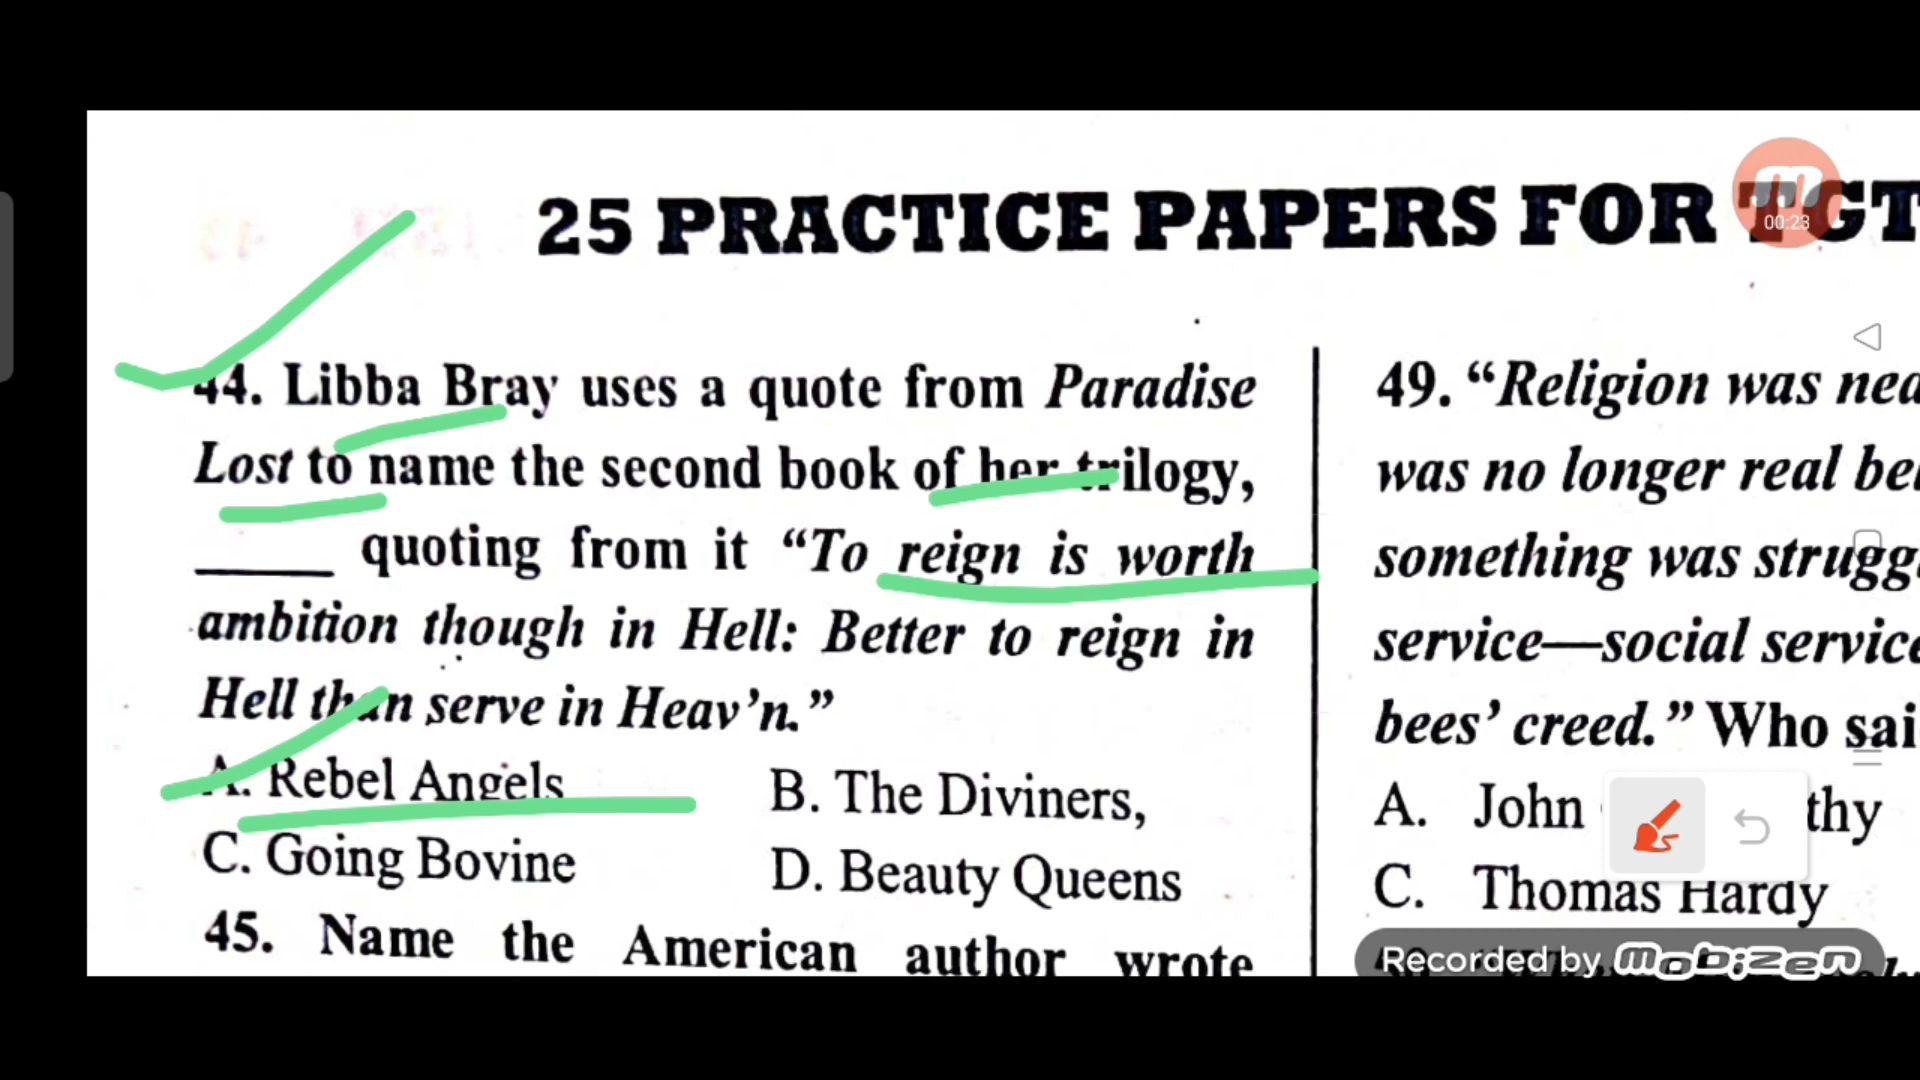 25 PRACTICE PAPERS FOR TGT
00:23
44. Libba Bray uses a quote from Paradise
Lost to name the second book of her trilogy,
_____ quoting from it “To reign is worth
ambition though in Hell: Better to reign in
Hell than serve in Heav’n.”
A. Rebel Angels B. The Diviners,
C. Going Bovine D. Beauty Queens
45. Name the American author wrote
49. “Religion was nea
was no longer real bel
something was struggl
service—social service
bees’ creed.” Who sai
A. John thy
C. Thomas Hardy
Recorded by mobizen